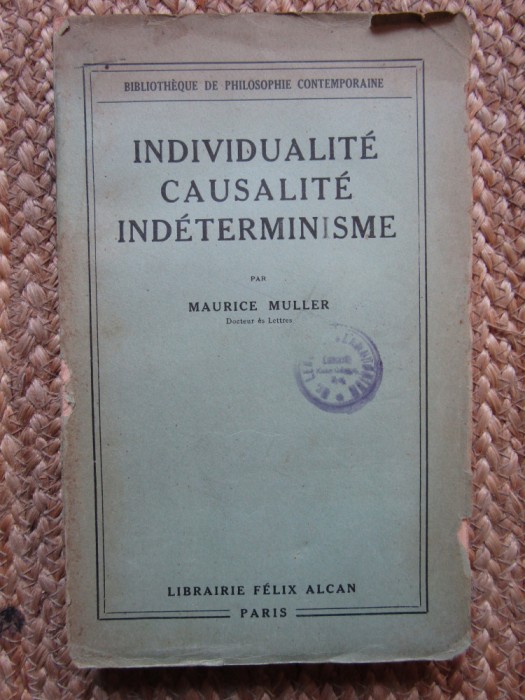 BIBLIOTHÈQUE DE PHILOSOPHIE CONTEMPORAINE
INDIVIDUALITÉ
CAUSALITÉ
INDÉTERMINISME
PAR
MAURICE MULLER
Docteur ès Lettres
LIBRAIRIE FÉLIX ALCAN
PARIS